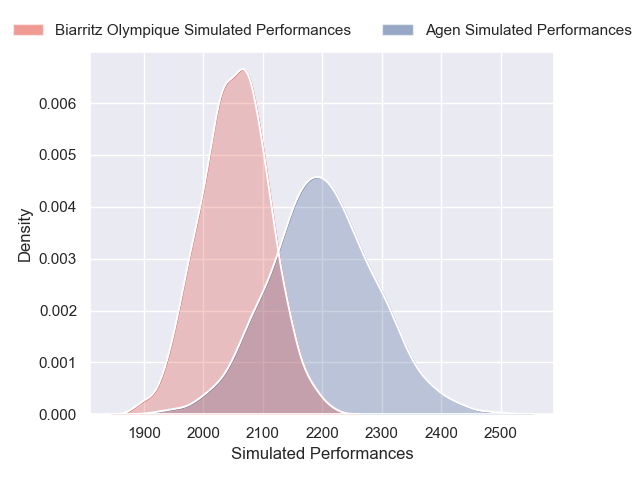 Biarritz Olympique Simulated Performances
Agen Simulated Performances
Density
0.006
0.005
0.004
0.003
0.002
0.001
0.000
1900 2000 2100 2200 2300 2400 2500
Simulated Performances